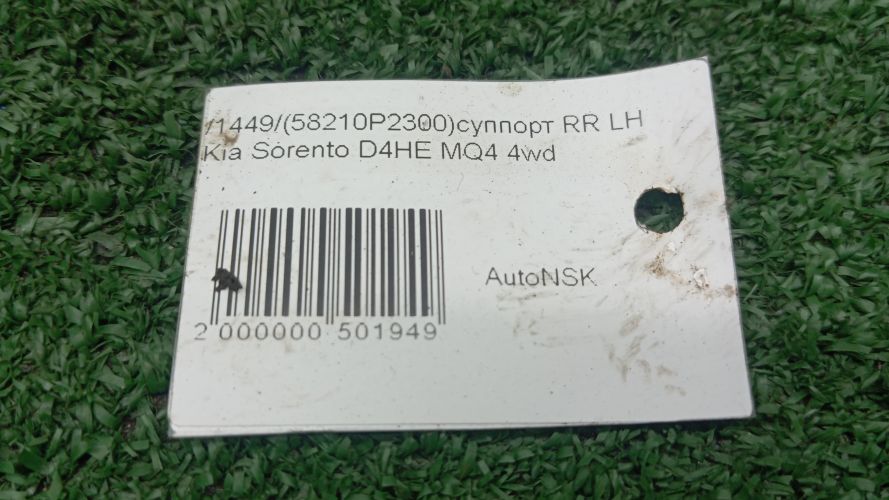 /1449/(58210P2300)суппорт RR LH
Kia Sorento D4HE MQ4 4wd
AutoNSK
2 000000 501949